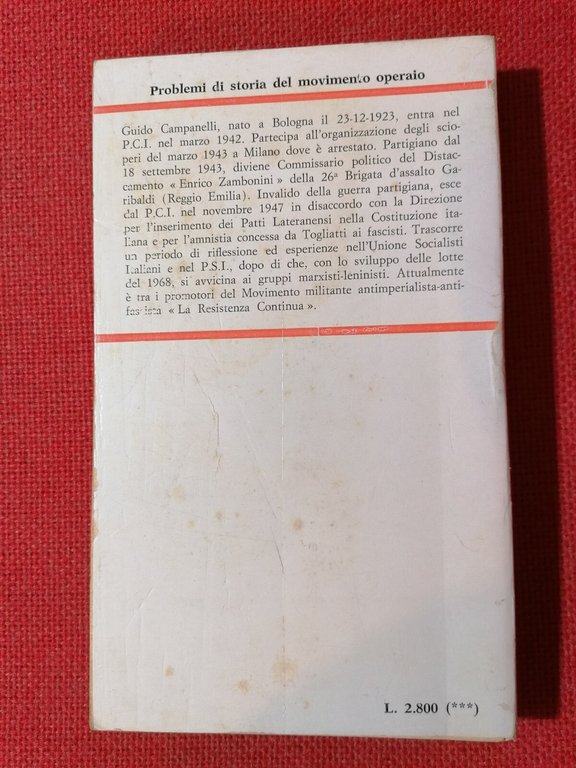 Problemi di storia del movimento operaio
Guido Campanelli, nato a Bologna il 23-12-1923, entra nel
P.C.I. nel marzo 1942. Partecipa all'organizzazione degli scio-
peri del marzo 1943 a Milano dove è arrestato. Partigiano dal
18 settembre 1943, diviene Commissario politico del Distac-
camento « Enrico Zambonini » della 26ª Brigata d'assalto Ga-
ribaldi (Reggio Emilia). Invalido della guerra partigiana, esce
dal P.C.I. nel novembre 1947 in disaccordo con la Direzione
per l'inserimento dei Patti Lateranensi nella Costituzione ita-
liana e per l'amnistia concessa da Togliatti ai fascisti. Trascorre
un periodo di riflessione ed esperienze nell'Unione Socialisti
Italiani e nel P.S.I., dopo di che, con lo sviluppo delle lotte
del 1968, si avvicina ai gruppi marxisti-leninisti. Attualmente
è tra i promotori del Movimento militante antimperialista-anti-
fascista « La Resistenza Continua ».
L. 2.800 (***)